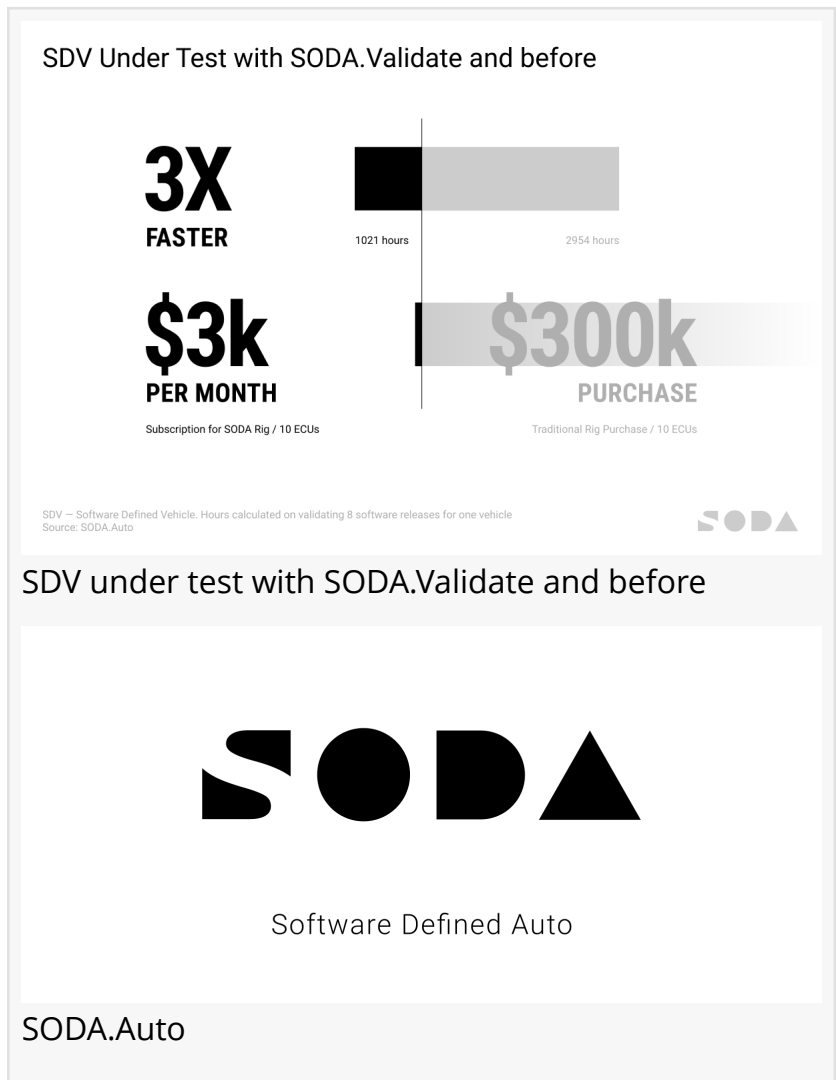 SDV Under Test with SODA.Validate and before
3X
FASTER
1021 hours
2954 hours
$3k
PER MONTH
Subscription for SODA Rig / 10 ECUs
$300k
PURCHASE
Traditional Rig Purchase / 10 ECUs
SDV — Software Defined Vehicle. Hours calculated on validating 8 software releases for one vehicle
Source: SODA.Auto
SODA
SDV under test with SODA.Validate and before
SODA
Software Defined Auto
SODA.Auto